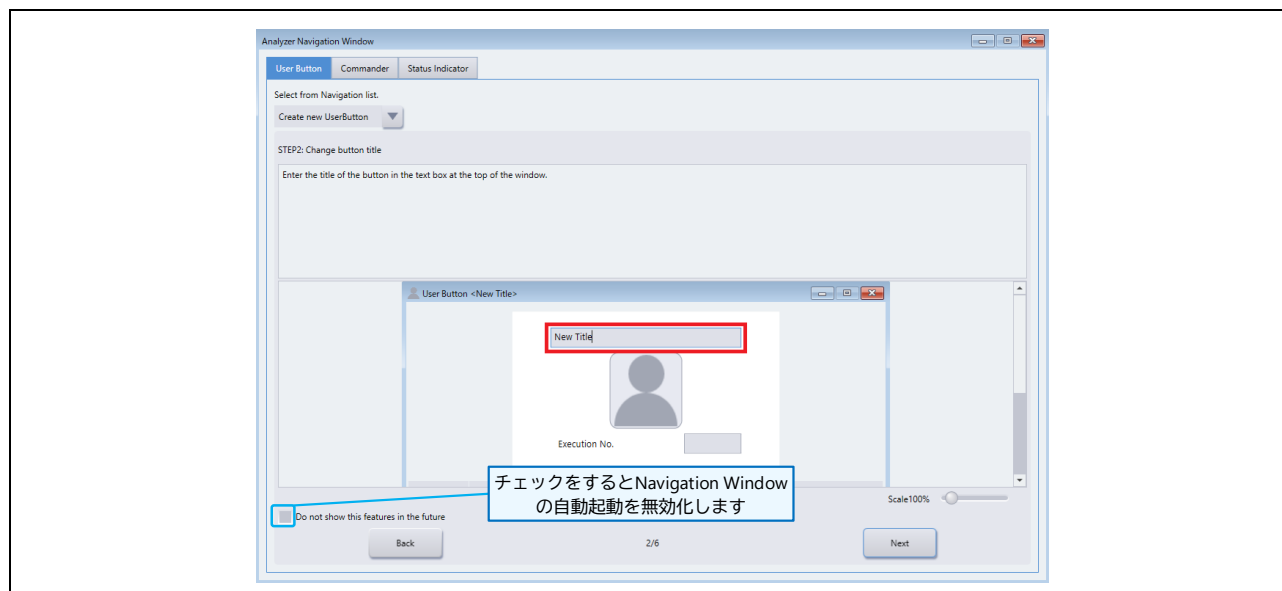 Analyzer Navigation Window
User Button
Commander
Status Indicator
Select from Navigation list.
Create new UserButton
STEP2: Change button title
Enter the title of the button in the text box at the top of the window.
User Button <New Title>
New Title
Execution No.
チェックをするとNavigation Window
の自動起動を無効化します
Scale100%
Do not show this features in the future
Back
2/6
Next